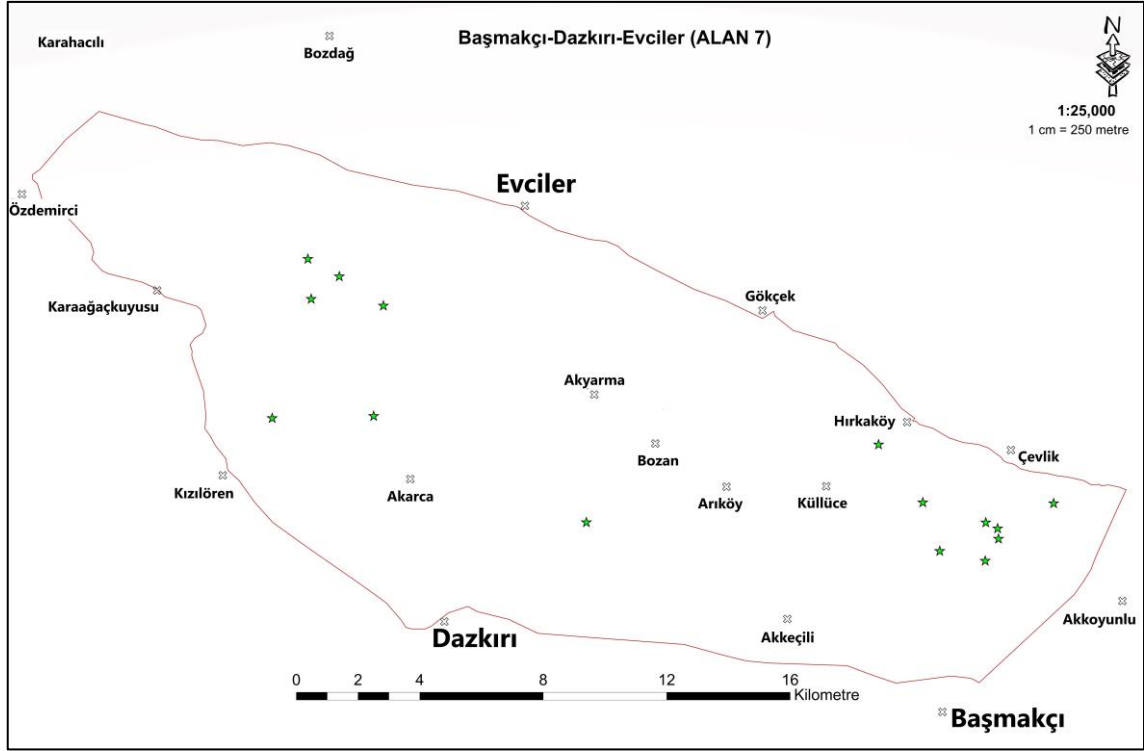 Karahacılı
Bozdağ
Başmakçı-Dazkırı-Evciler (ALAN 7)
N
1:25,000
1 cm = 250 metre
Evciler
Özdemirci
Karaağaçkuyusu
Gökçek
Akyarma
Hırkaköy
Bozan
Çevlik
Kızılören
Akarca
Arıköy
Küllüce
Akkoyunlu
Dazkırı
Akkeçili
0 2 4 8 12 16
Kilometre
Başmakçı